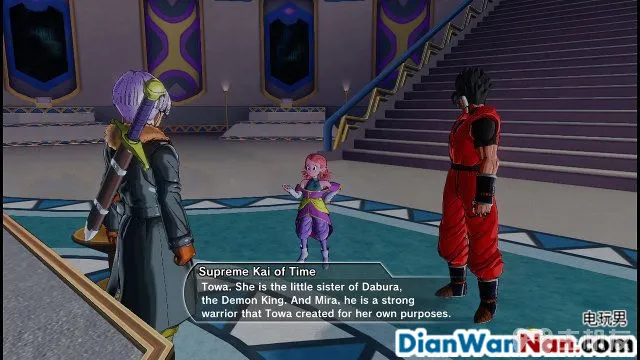 Supreme Kai of Time
Towa. She is the little sister of Dabura,
the Demon King. And Mira, he is a strong
warrior that Towa created for her own purposes.
电玩男
DianWanNan.com